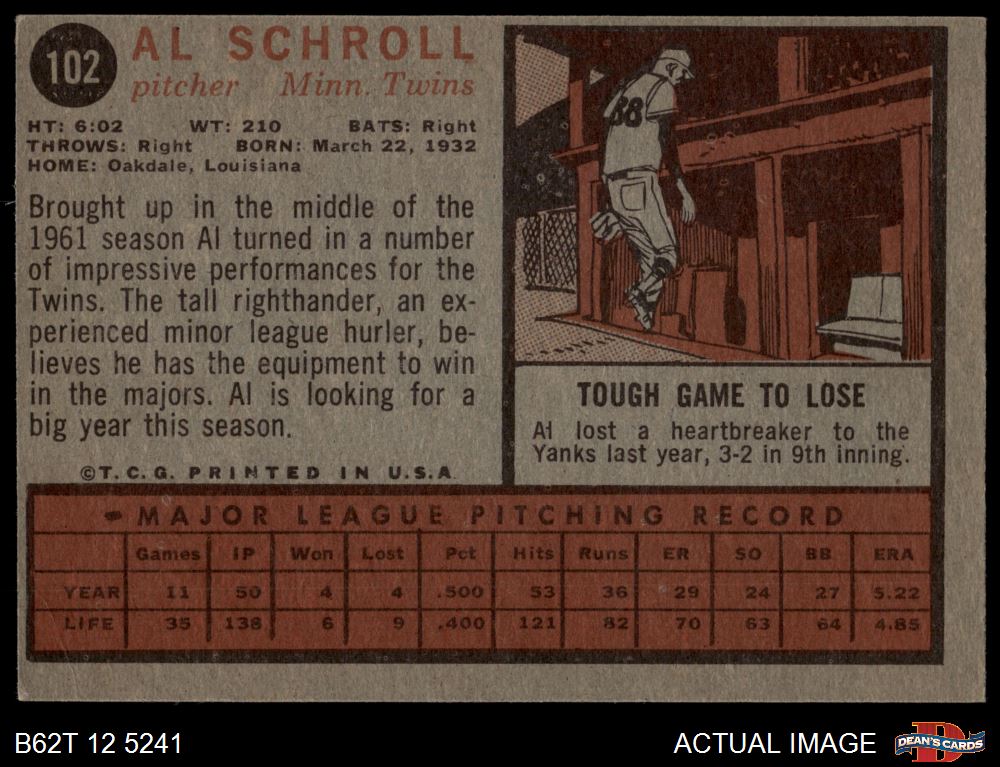 102
AL SCHROLL
pitcher Minn. Twins
HT: 6:02 WT: 210 BATS: Right
THROWS: Right BORN: March 22, 1932
HOME: Oakdale, Louisiana
Brought up in the middle of the
1961 season Al turned in a number
of impressive performances for the
Twins. The tall righthander, an ex-
perienced minor league hurler, be-
lieves he has the equipment to win
in the majors. Al is looking for a
big year this season.
©T.C.G. PRINTED IN U.S.A.
88
TOUGH GAME TO LOSE
Al lost a heartbreaker to the
Yanks last year, 3-2 in 9th inning.
MAJOR LEAGUE PITCHING RECORD
Games IP Won Lost Pct Hits Runs ER SO BB ERA
YEAR 11 50 4 4 .500 53 36 29 24 27 5.22
LIFE 35 138 6 9 .400 121 82 70 63 64 4.85
B62T 12 5241
ACTUAL IMAGE
D
DEAN'S CARDS